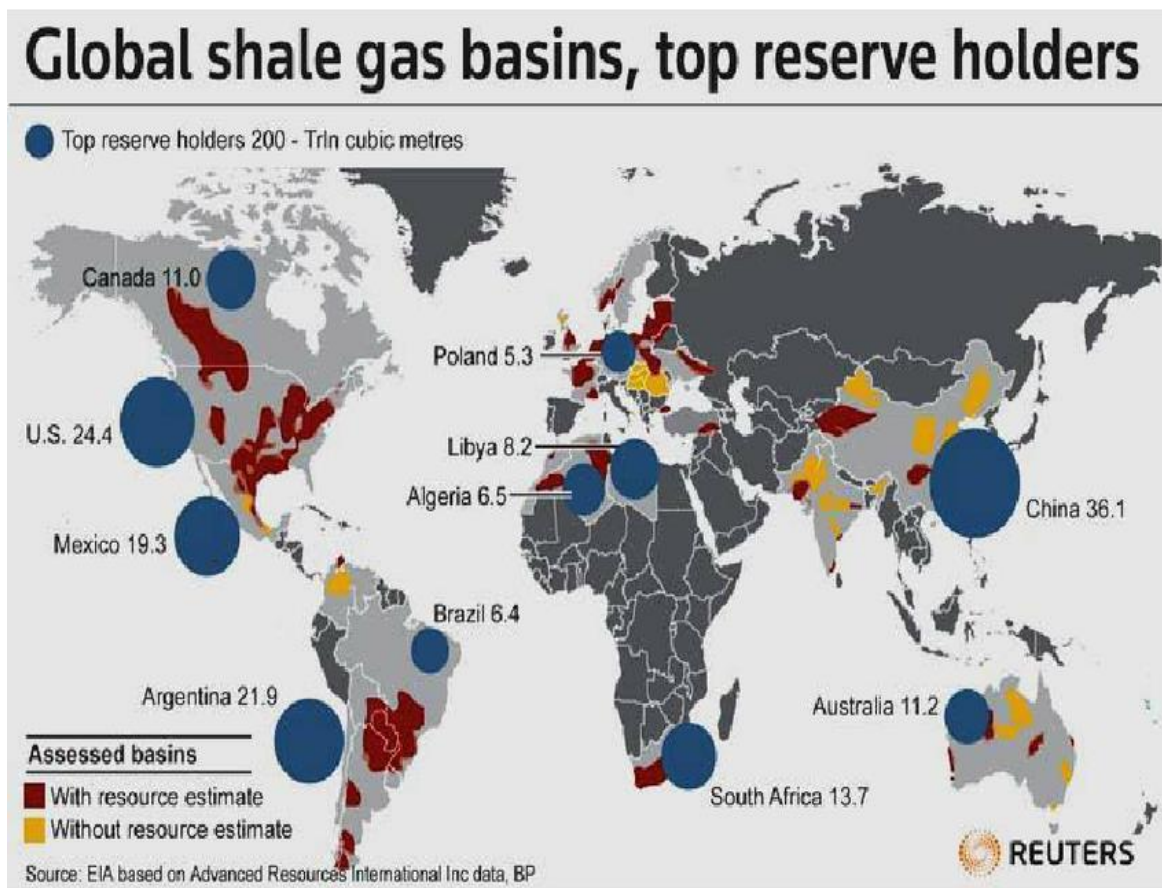 Global shale gas basins, top reserve holders
Top reserve holders 200 - Trln cubic metres
Canada 11.0
Poland 5.3
U.S. 24.4
Libya 8.2
Algeria 6.5
China 36.1
Mexico 19.3
Brazil 6.4
Argentina 21.9
Australia 11.2
South Africa 13.7
Assessed basins
With resource estimate
Without resource estimate
Source: EIA based on Advanced Resources International Inc data, BP
REUTERS